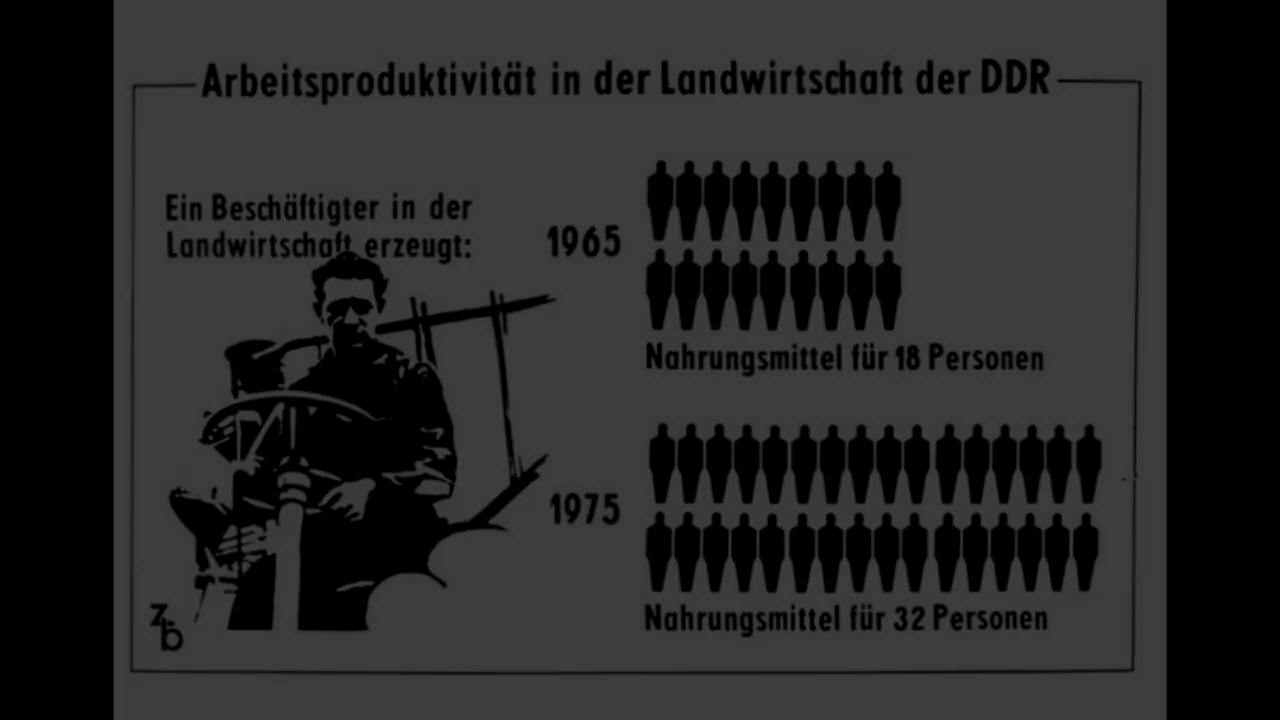 Arbeitsproduktivität in der Landwirtschaft der DDR
Ein Beschäftigter in der
Landwirtschaft erzeugt:
1965
Nahrungsmittel für 18 Personen
1975
Nahrungsmittel für 32 Personen
zb